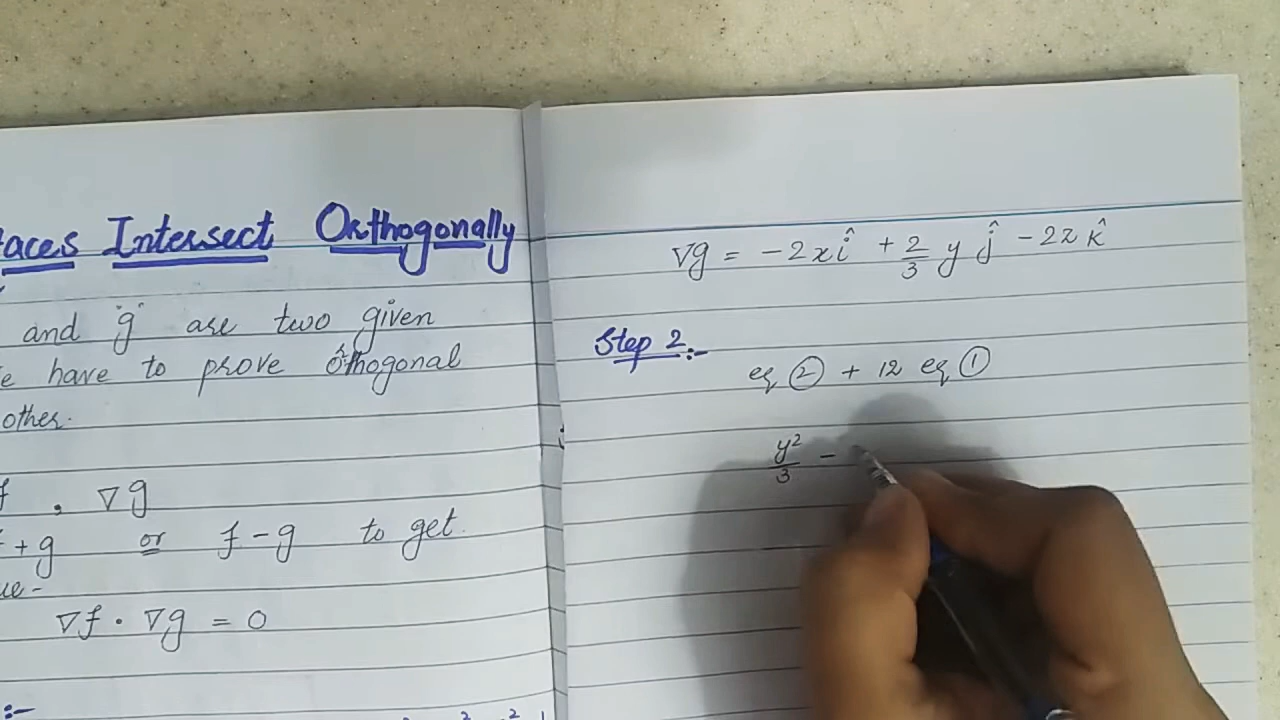 faces Intersect Orthogonally
and "g" are two given
e have to prove orthogonal
other.
f , ∇g
f + g or f - g to get.
ue -
∇f · ∇g = 0
:-
∇g = -2xî + 2/3 y ĵ - 2z k̂
Step 2:-
eq ② + 12 eq ①
y²/3 -